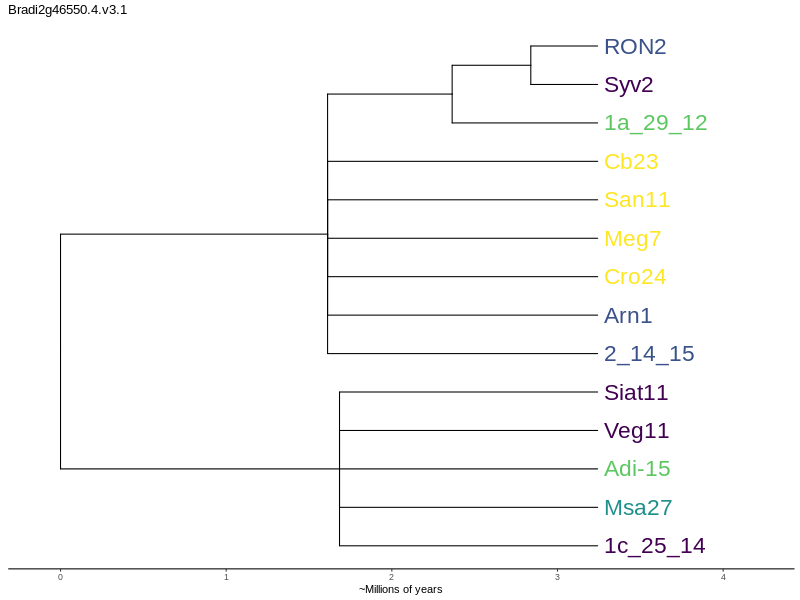 Bradi2g46550.4.v3.1
RON2
Syv2
1a_29_12
Cb23
San11
Meg7
Cro24
Arn1
2_14_15
Siat11
Veg11
Adi-15
Msa27
1c_25_14
0 1 2 3 4
~Millions of years